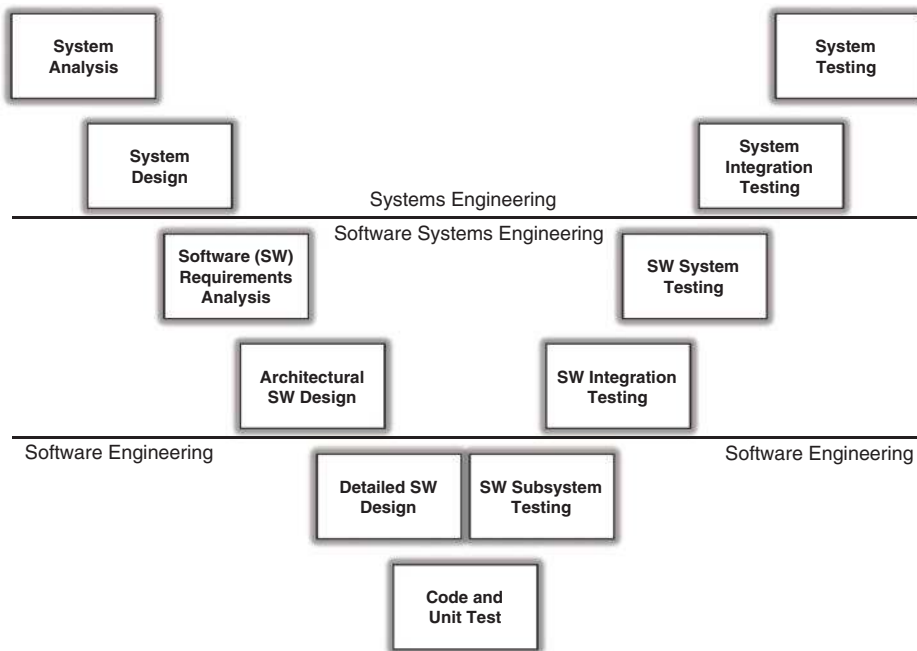 System
Analysis
System
Testing
System
Design
System
Integration
Testing
Systems Engineering
Software Systems Engineering
Software (SW)
Requirements
Analysis
SW System
Testing
Architectural
SW Design
SW Integration
Testing
Software Engineering
Software Engineering
Detailed SW
Design
SW Subsystem
Testing
Code and
Unit Test